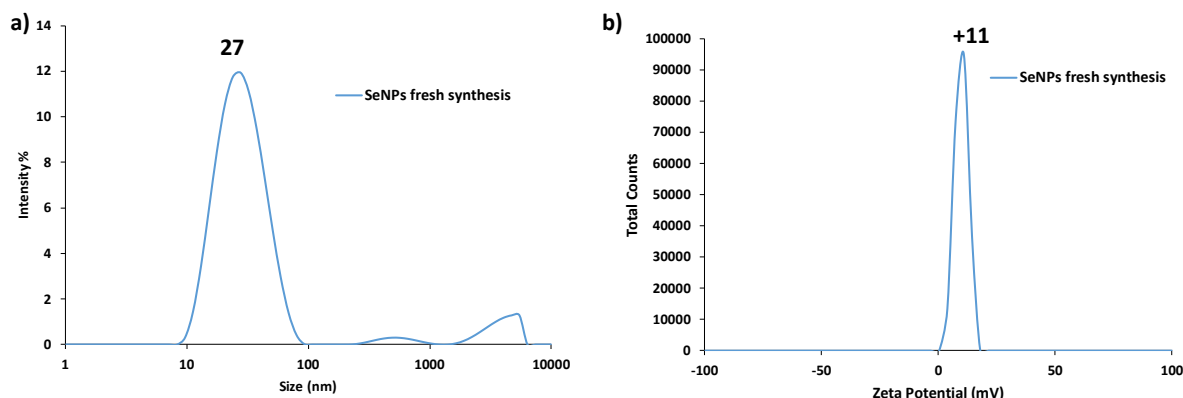 a)
27
SeNPs fresh synthesis
14
12
10
8
6
4
2
0
Intensity %
1 10 100 1000 10000
Size (nm)
b)
+11
SeNPs fresh synthesis
100000
90000
80000
70000
60000
50000
40000
30000
20000
10000
0
Total Counts
-100 -50 0 50 100
Zeta Potential (mV)